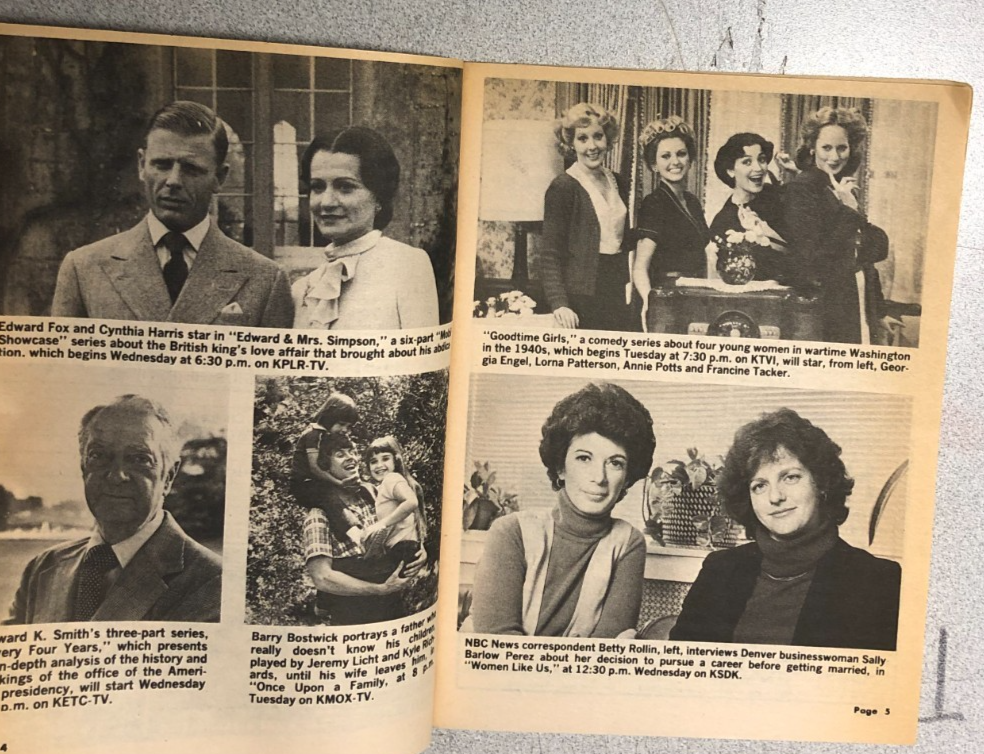 Edward Fox and Cynthia Harris star in "Edward & Mrs. Simpson," a six-part
Showcase" series about the British king's love affair that brought about his
tion. which begins Wednesday at 6:30 p.m. on KPLR-TV.
ward K. Smith's three-part series,
ery Four Years," which presents
n-depth analysis of the history and
kings of the office of the Ameri-
presidency, will start Wednesday
p.m. on KETC-TV.
4
Barry Bostwick portrays a father
really doesn't know his children,
played by Jeremy Licht and Kyle Rich-
ards, until his wife leaves him, in
"Once Upon a Family, at 8 p.m.
Tuesday on KMOX-TV.
"Goodtime Girls," a comedy series about four young women in wartime Washington
in the 1940s, which begins Tuesday at 7:30 p.m. on KTVI, will star, from left, Geor-
gia Engel, Lorna Patterson, Annie Potts and Francine Tacker.
NBC News correspondent Betty Rollin, left, interviews Denver businesswoman Sally
Barlow Perez about her decision to pursue a career before getting married, in
"Women Like Us," at 12:30 p.m. Wednesday on KSDK.
Page 5